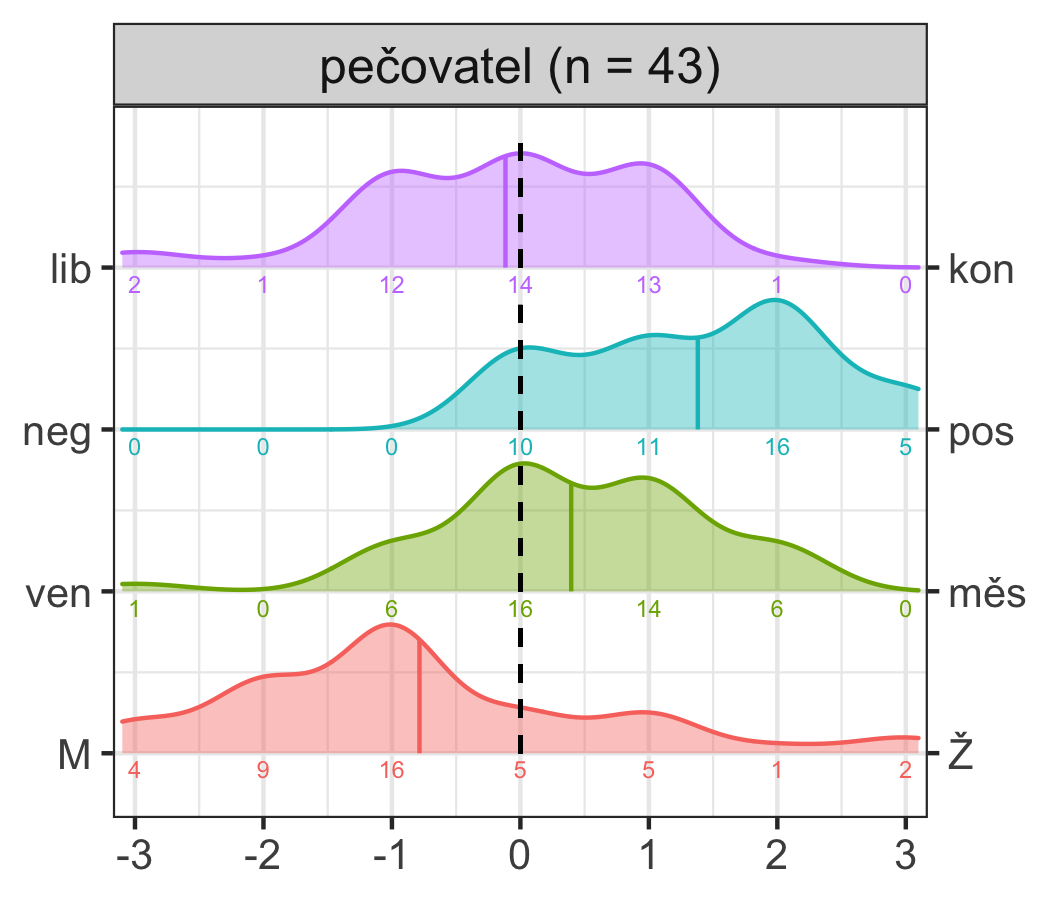 pečovatel (n = 43)
lib kon
2 1 12 14 13 1 0
neg pos
0 0 0 10 11 16 5
ven měs
1 0 6 16 14 6 0
M Ž
4 9 16 5 5 1 2
-3 -2 -1 0 1 2 3